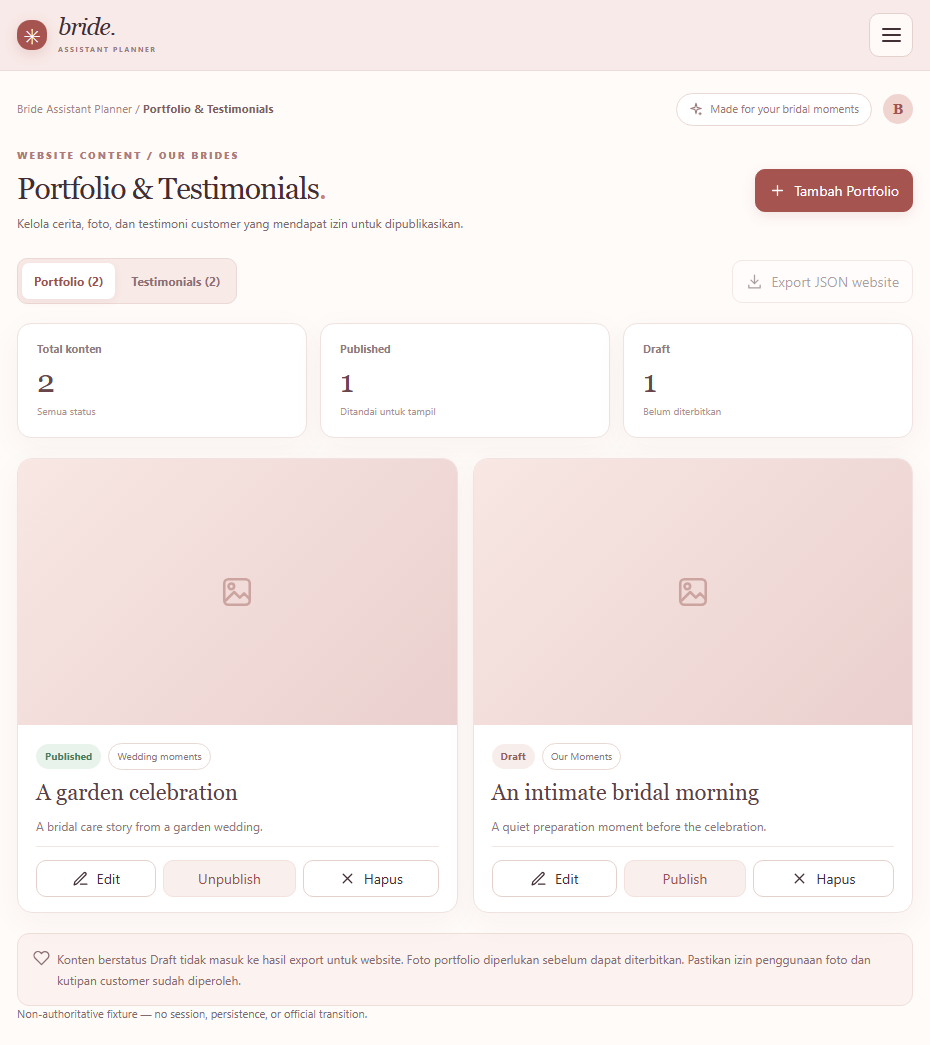 bride.
ASSISTANT PLANNER
Bride Assistant Planner / Portfolio & Testimonials
Made for your bridal moments
B
WEBSITE CONTENT / OUR BRIDES
Portfolio & Testimonials.
Tambah Portfolio
Kelola cerita, foto, dan testimoni customer yang mendapat izin untuk dipublikasikan.
Portfolio (2)
Testimonials (2)
Export JSON website
Total konten
2
Semua status
Published
1
Ditandai untuk tampil
Draft
1
Belum diterbitkan
Published
Wedding moments
A garden celebration
A bridal care story from a garden wedding.
Edit
Unpublish
Hapus
Draft
Our Moments
An intimate bridal morning
A quiet preparation moment before the celebration.
Edit
Publish
Hapus
Konten berstatus Draft tidak masuk ke hasil export untuk website. Foto portfolio diperlukan sebelum dapat diterbitkan. Pastikan izin penggunaan foto dan
kutipan customer sudah diperoleh.
Non-authoritative fixture — no session, persistence, or official transition.